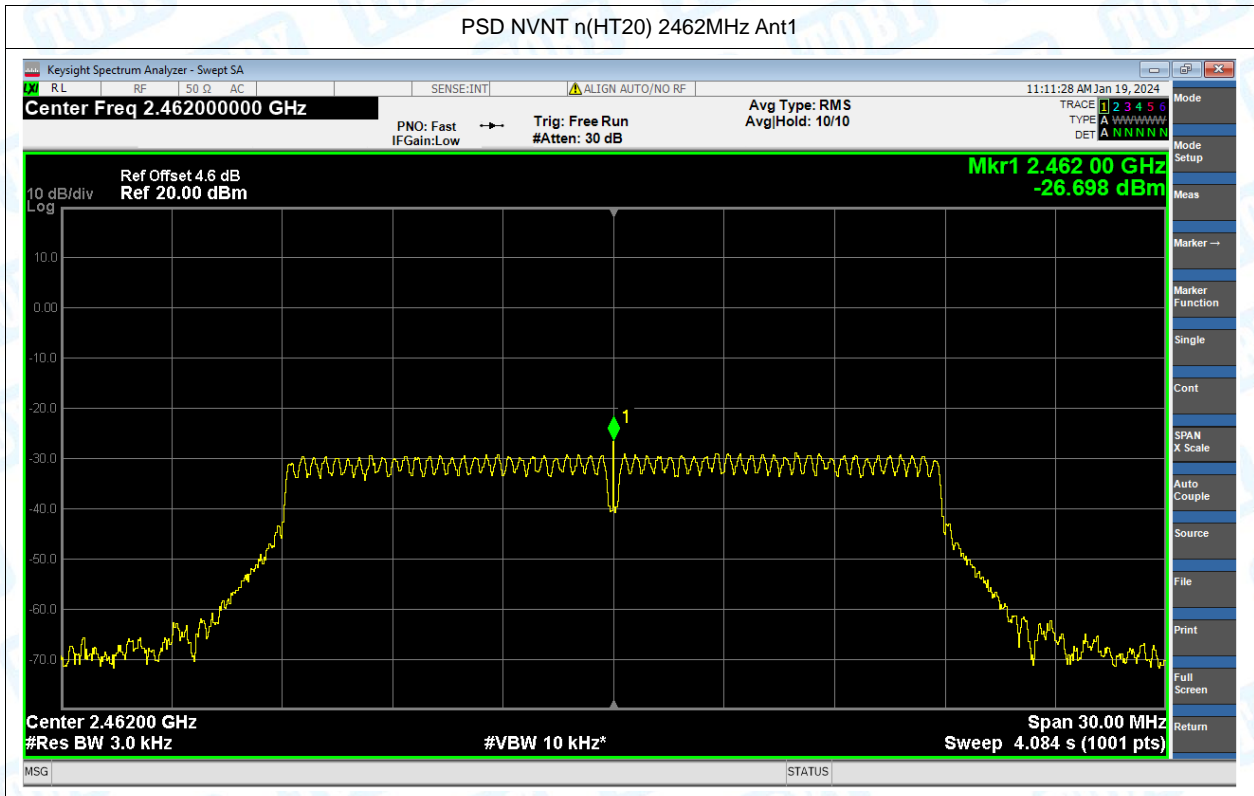 PSD NVNT n(HT20) 2462MHz Ant1
Keysight Spectrum Analyzer - Swept SA
LXI RL RF 50 Ω AC SENSE:INT ALIGN AUTO/NO RF 11:11:28 AM Jan 19, 2024
Center Freq 2.462000000 GHz
PNO: Fast
IFGain:Low
Trig: Free Run
#Atten: 30 dB
Avg Type: RMS
Avg|Hold: 10/10
TRACE 1 2 3 4 5 6
TYPE A WWWWW
DET A N N N N N
Ref Offset 4.6 dB
10 dB/div Ref 20.00 dBm
Log
Mkr1 2.462 00 GHz
-26.698 dBm
10.0
0.00
-10.0
-20.0
-30.0
-40.0
-50.0
-60.0
-70.0
1
Center 2.46200 GHz
#Res BW 3.0 kHz
#VBW 10 kHz*
Span 30.00 MHz
Sweep 4.084 s (1001 pts)
MSG
STATUS
Mode
Mode Setup
Meas
Marker →
Marker Function
Single
Cont
SPAN X Scale
Auto Couple
Source
File
Print
Full Screen
Return
TOBY